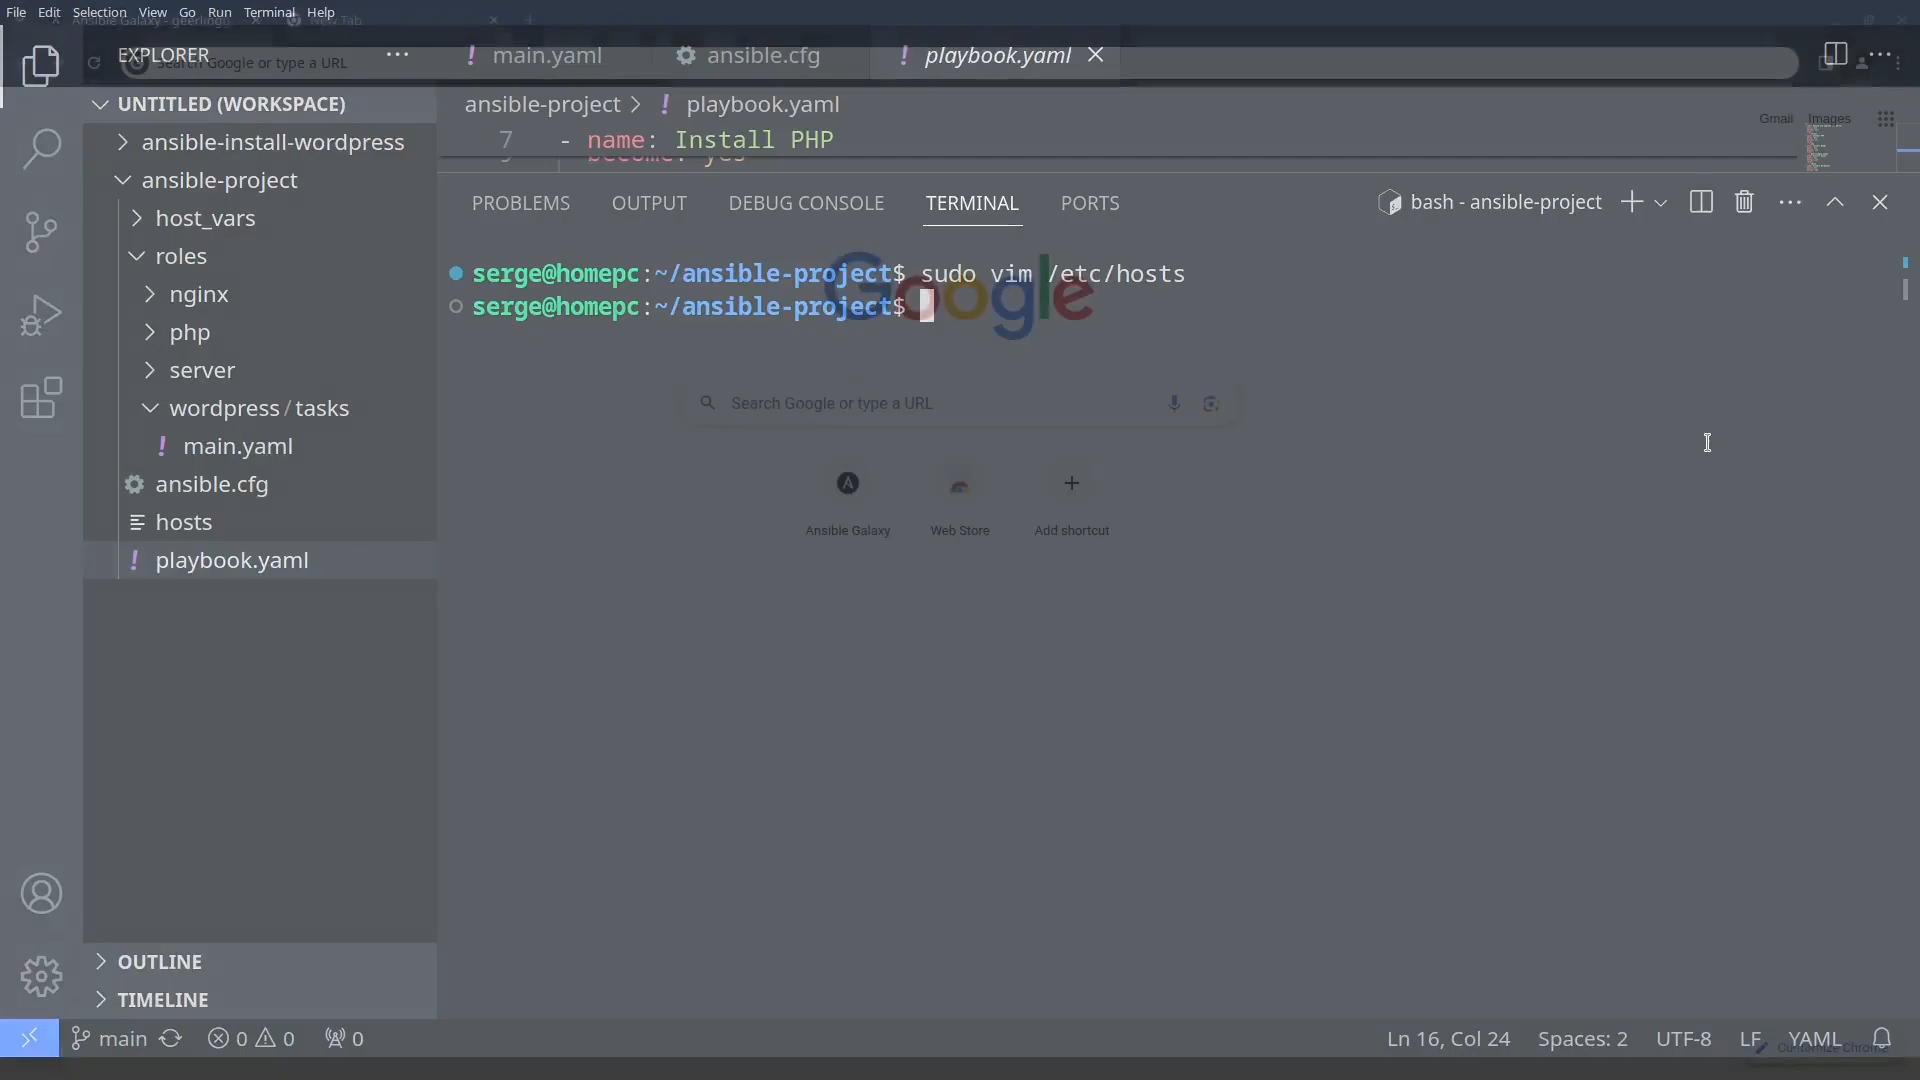 File Edit Selection View Go Run Terminal Help
New Tab
EXPLORER
main.yaml
ansible.cfg
playbook.yaml
Search Google or type a URL
UNTITLED (WORKSPACE)
ansible-install-wordpress
ansible-project
host_vars
roles
nginx
php
server
wordpress / tasks
main.yaml
ansible.cfg
hosts
playbook.yaml
OUTLINE
TIMELINE
ansible-project > playbook.yaml
7 - name: Install PHP
become: yes
Gmail Images
PROBLEMS OUTPUT DEBUG CONSOLE TERMINAL PORTS
bash - ansible-project
serge@homepc:~/ansible-project$ sudo vim /etc/hosts
serge@homepc:~/ansible-project$
Google
Search Google or type a URL
Ansible Galaxy Web Store Add shortcut
main 0 0 0
Ln 16, Col 24 Spaces: 2 UTF-8 LF YAML
Customize Chrome